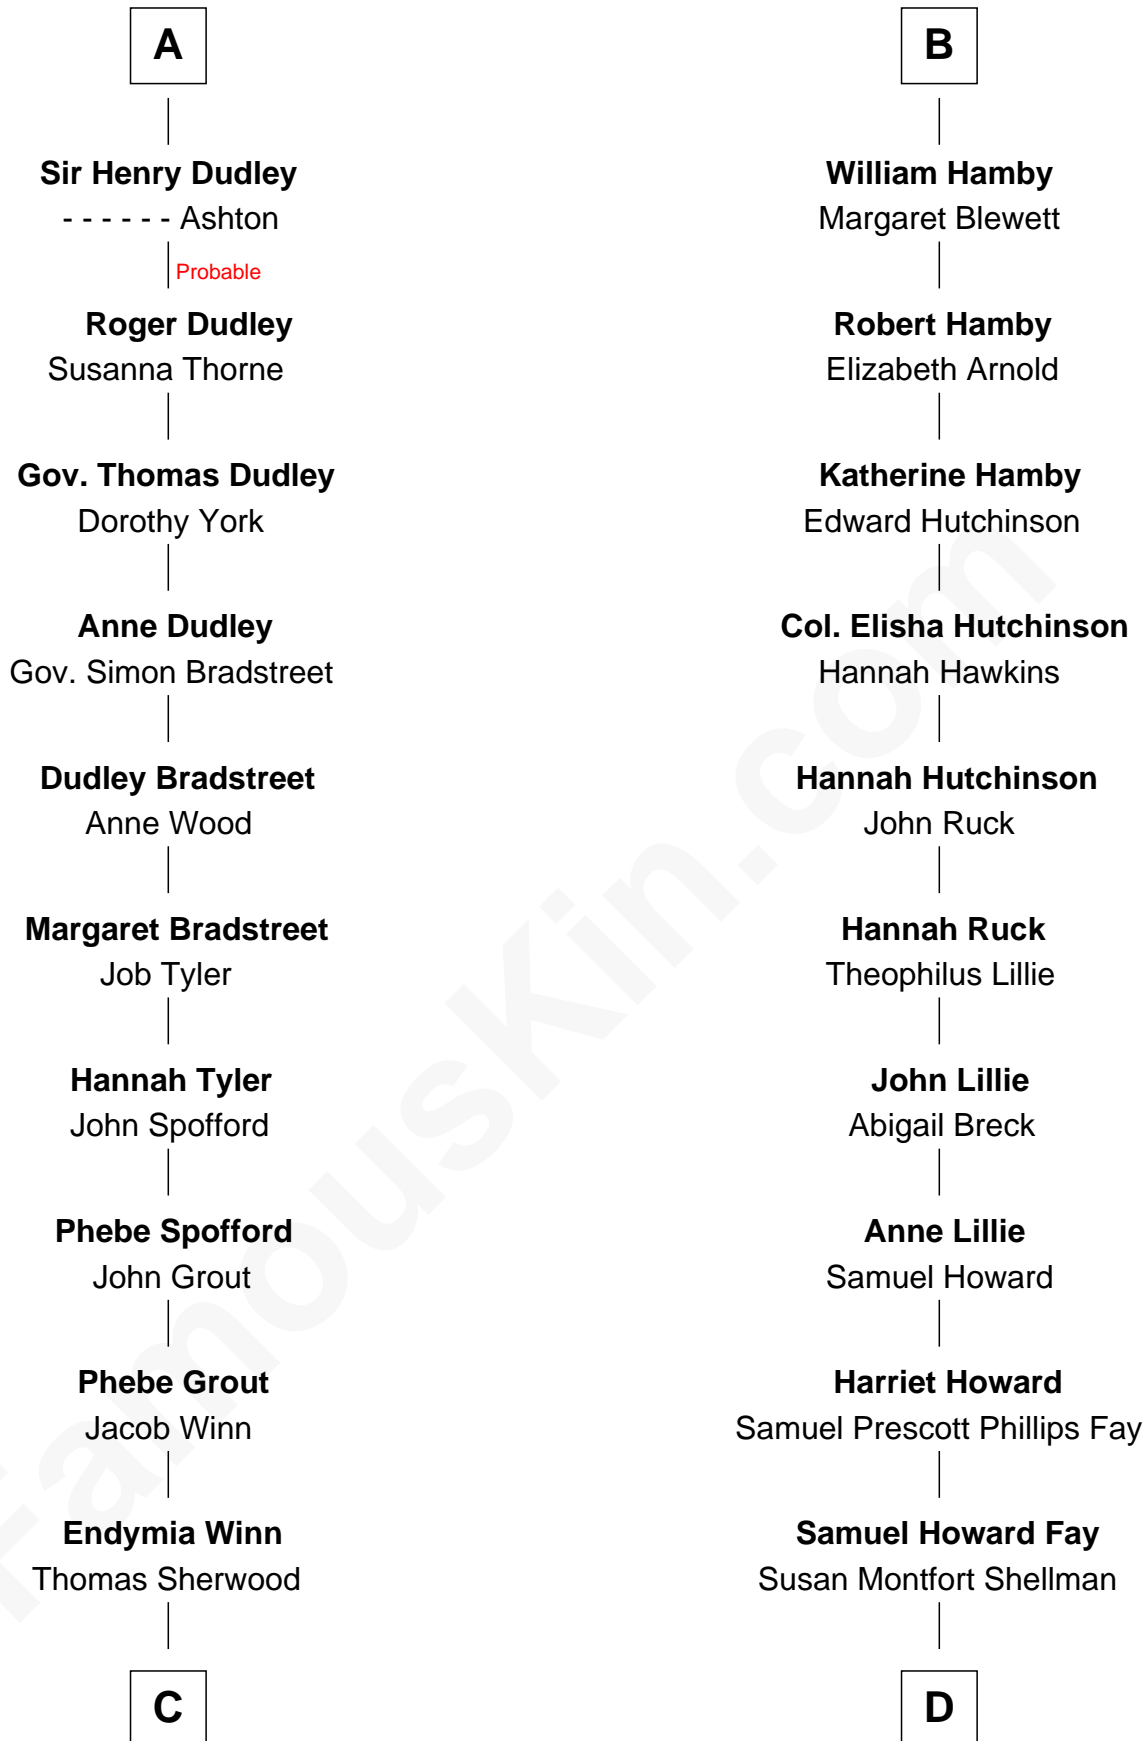 A
Sir Henry Dudley
- - - - - - Ashton
Probable
Roger Dudley
Susanna Thorne
Gov. Thomas Dudley
Dorothy York
Anne Dudley
Gov. Simon Bradstreet
Dudley Bradstreet
Anne Wood
Margaret Bradstreet
Job Tyler
Hannah Tyler
John Spofford
Phebe Spofford
John Grout
Phebe Grout
Jacob Winn
Endymia Winn
Thomas Sherwood
C
B
William Hamby
Margaret Blewett
Robert Hamby
Elizabeth Arnold
Katherine Hamby
Edward Hutchinson
Col. Elisha Hutchinson
Hannah Hawkins
Hannah Hutchinson
John Ruck
Hannah Ruck
Theophilus Lillie
John Lillie
Abigail Breck
Anne Lillie
Samuel Howard
Harriet Howard
Samuel Prescott Phillips Fay
Samuel Howard Fay
Susan Montfort Shellman
D
FamousKin.com